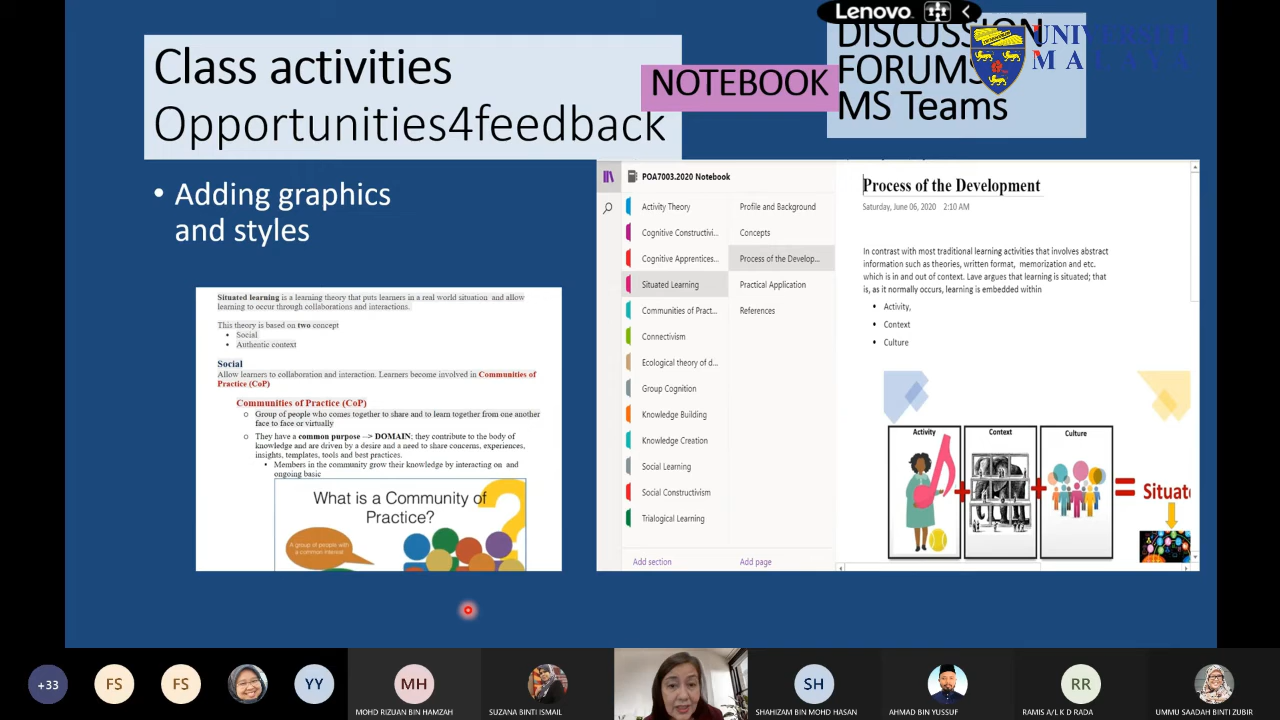 Lenovo
Class activities
Opportunities4feedback
NOTEBOOK
DISCUSSION
FORUMS
MS Teams
UNIVERSITI
MALAYA
• Adding graphics
and styles
Situated learning is a learning theory that puts learners in a real world situation and allow
learning to occur through collaborations and interactions.
This theory is based on two concept
• Social
• Authentic context
Social
Allow learners to collaboration and interaction. Learners become involved in Communities of
Practice (CoP)
Communities of Practice (CoP)
o Group of people who comes together to share and to learn together from one another
face to face or virtually
o They have a common purpose --> DOMAIN; they contribute to the body of
knowledge and are driven by a desire and a need to share concerns, experiences,
insights, templates, tools and best practices.
• Members in the community grow their knowledge by interacting on and
ongoing basic
What is a Community of
Practice?
A group of people with
a common interest
POA7003.2020 Notebook
Activity Theory
Cognitive Constructivi...
Cognitive Apprentices...
Situated Learning
Communities of Pract...
Connectivism
Ecological theory of d...
Group Cognition
Knowledge Building
Knowledge Creation
Social Learning
Social Constructivism
Trialogical Learning
Add section
Profile and Background
Concepts
Process of the Develop...
Practical Application
References
Add page
Process of the Development
Saturday, June 06, 2020 2:10 AM
In contrast with most traditional learning activities that involves abstract
information such as theories, written format, memorization and etc.
which is in and out of context. Lave argues that learning is situated; that
is, as it normally occurs, learning is embedded within
• Activity,
• Context
• Culture
Activity
Context
Culture
+ + = Situate
+33
FS
FS
YY
MH
MOHD RIZUAN BIN HAMZAH
SUZANA BINTI ISMAIL
SH
SHAHIZAM BIN MOHD HASAN
AHMAD BIN YUSSUF
RR
RAMIS A/L K D RADA
UMMU SAADAH BINTI ZUBIR